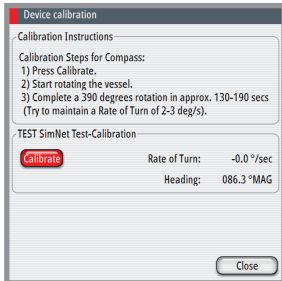 Device calibration
Calibration Instructions
Calibration Steps for Compass:
1) Press Calibrate.
2) Start rotating the vessel.
3) Complete a 390 degrees rotation in approx. 130-190 secs
(Try to maintain a Rate of Turn of 2-3 deg/s).
TEST SimNet Test-Calibration
Calibrate Rate of Turn: -0.0 °/sec
Heading: 086.3 °MAG
Close